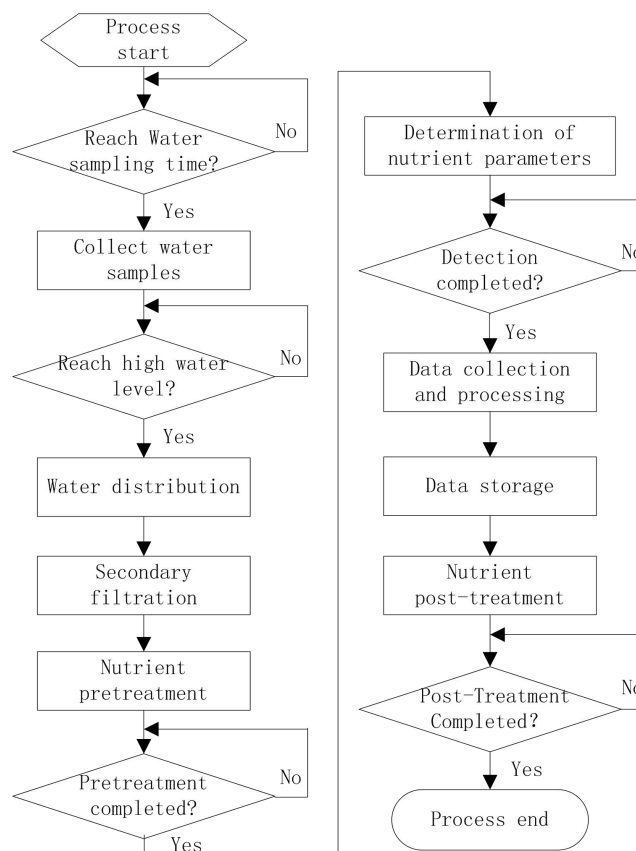 Process
start
Reach Water
sampling time?
No
Yes
Collect water
samples
Reach high water
level?
No
Yes
Water distribution
Secondary
filtration
Nutrient
pretreatment
Pretreatment
completed?
No
Yes
Determination of
nutrient parameters
Detection
completed?
No
Yes
Data collection
and processing
Data storage
Nutrient
post-treatment
Post-Treatment
Completed?
No
Yes
Process end